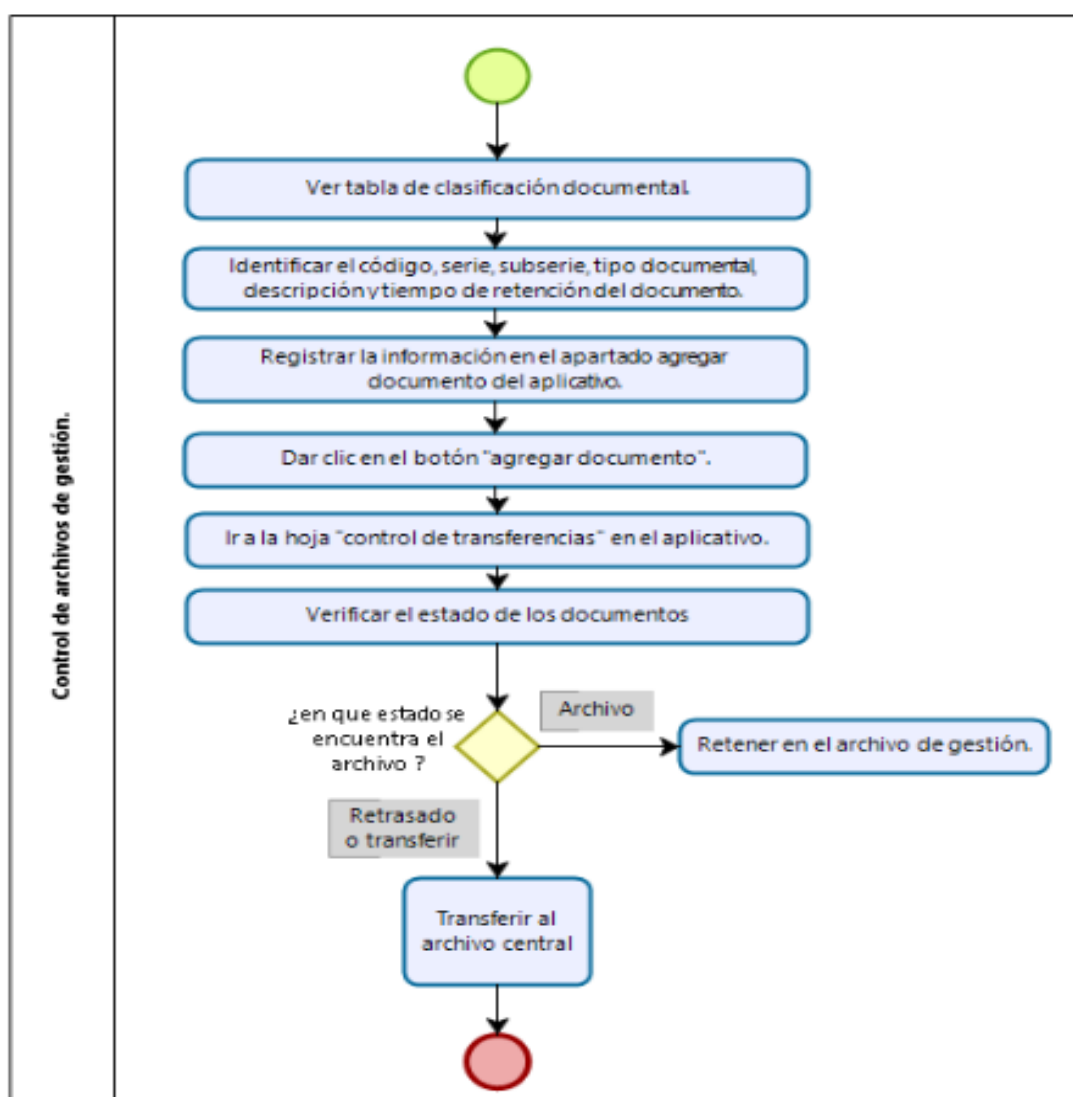 Control de archivos de gestión.
Ver tabla de clasificación documental.
Identificar el código, serie, subserie, tipo documental,
descripción y tiempo de retención del documento.
Registrar la información en el apartado agregar
documento del aplicativo.
Dar clic en el botón "agregar documento".
Ir a la hoja "control de transferencias" en el aplicativo.
Verificar el estado de los documentos
¿en que estado se
encuentra el
archivo ?
Archivo
Retener en el archivo de gestión.
Retrasado
o transferir
Transferir al
archivo central